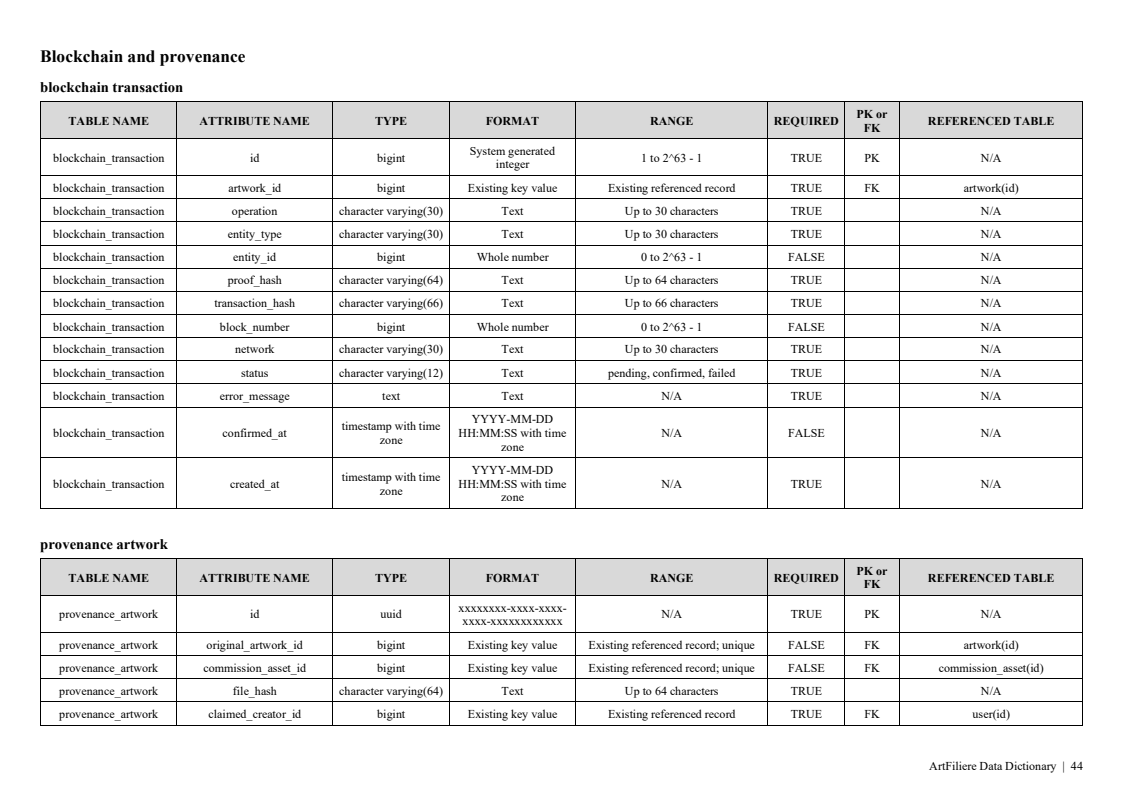 Blockchain and provenance
blockchain transaction
TABLE NAME ATTRIBUTE NAME TYPE FORMAT RANGE REQUIRED PK or FK REFERENCED TABLE
blockchain_transaction id bigint System generated integer 1 to 2^63 - 1 TRUE PK N/A
blockchain_transaction artwork_id bigint Existing key value Existing referenced record TRUE FK artwork(id)
blockchain_transaction operation character varying(30) Text Up to 30 characters TRUE N/A
blockchain_transaction entity_type character varying(30) Text Up to 30 characters TRUE N/A
blockchain_transaction entity_id bigint Whole number 0 to 2^63 - 1 FALSE N/A
blockchain_transaction proof_hash character varying(64) Text Up to 64 characters TRUE N/A
blockchain_transaction transaction_hash character varying(66) Text Up to 66 characters TRUE N/A
blockchain_transaction block_number bigint Whole number 0 to 2^63 - 1 FALSE N/A
blockchain_transaction network character varying(30) Text Up to 30 characters TRUE N/A
blockchain_transaction status character varying(12) Text pending, confirmed, failed TRUE N/A
blockchain_transaction error_message text Text N/A TRUE N/A
blockchain_transaction confirmed_at timestamp with time zone YYYY-MM-DD HH:MM:SS with time zone N/A FALSE N/A
blockchain_transaction created_at timestamp with time zone YYYY-MM-DD HH:MM:SS with time zone N/A TRUE N/A
provenance artwork
TABLE NAME ATTRIBUTE NAME TYPE FORMAT RANGE REQUIRED PK or FK REFERENCED TABLE
provenance_artwork id uuid xxxxxxxx-xxxx-xxxx-xxxx-xxxxxxxxxxxx N/A TRUE PK N/A
provenance_artwork original_artwork_id bigint Existing key value Existing referenced record; unique FALSE FK artwork(id)
provenance_artwork commission_asset_id bigint Existing key value Existing referenced record; unique FALSE FK commission_asset(id)
provenance_artwork file_hash character varying(64) Text Up to 64 characters TRUE N/A
provenance_artwork claimed_creator_id bigint Existing key value Existing referenced record TRUE FK user(id)
ArtFiliere Data Dictionary | 44